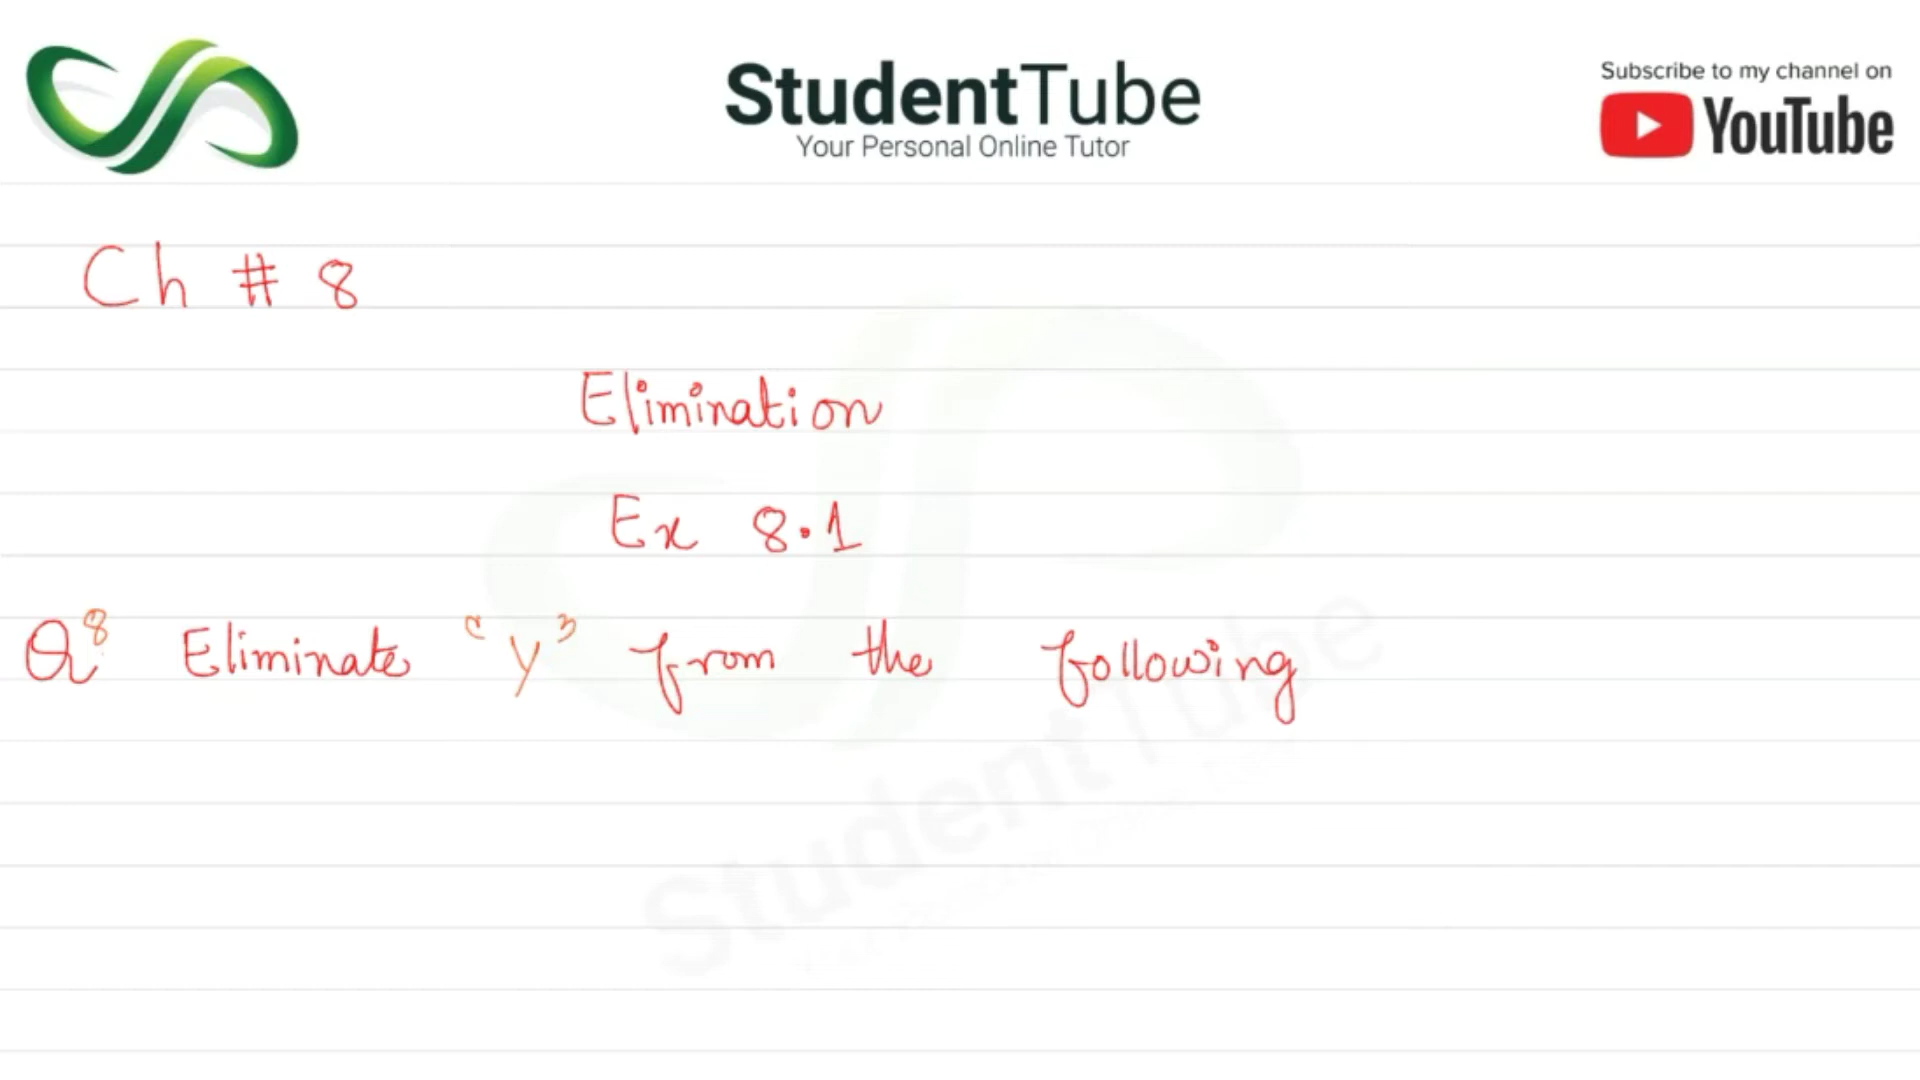 StudentTube
Your Personal Online Tutor
Subscribe to my channel on
YouTube
Ch # 8
Elimination
Ex 8.1
Q8 Eliminate "y" from the following
StudentTube